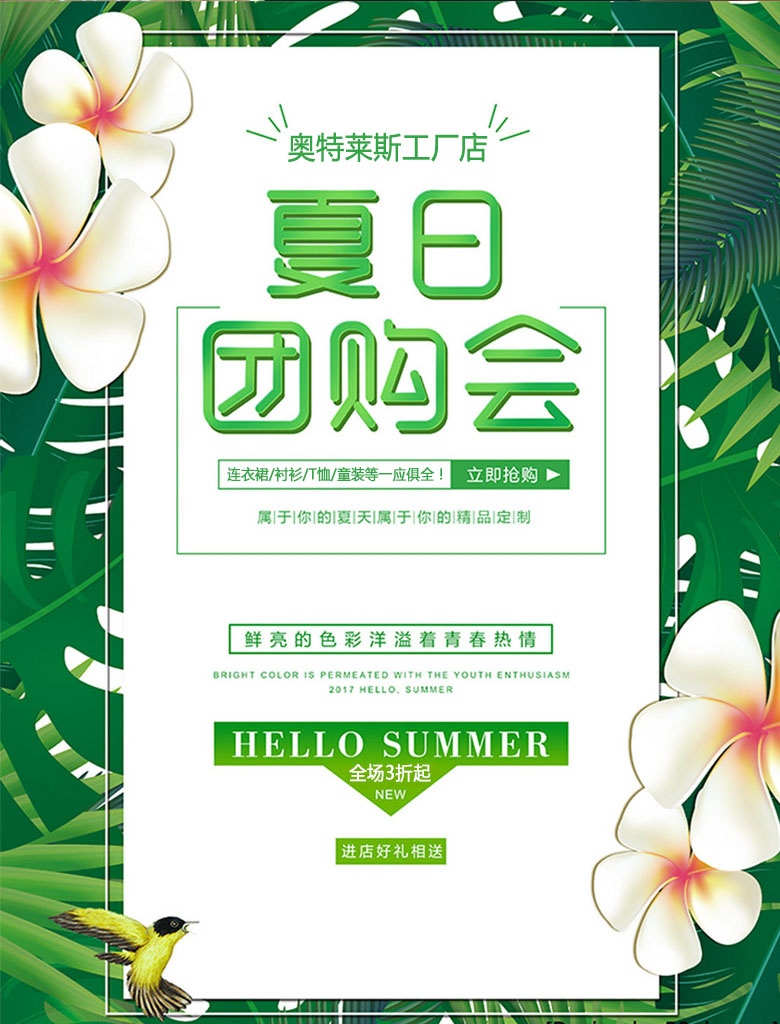 奥特莱斯工厂店
夏日
团购会
连衣裙/衬衫/T恤/童装等一应俱全！ 立即抢购
属|于|你|的|夏|天|属|于|你|的|精|品|定|制
鲜亮的色彩洋溢着青春热情
BRIGHT COLOR IS PERMEATED WITH THE YOUTH ENTHUSIASM
2017 HELLO, SUMMER
HELLO SUMMER
全场3折起
NEW
进店好礼相送